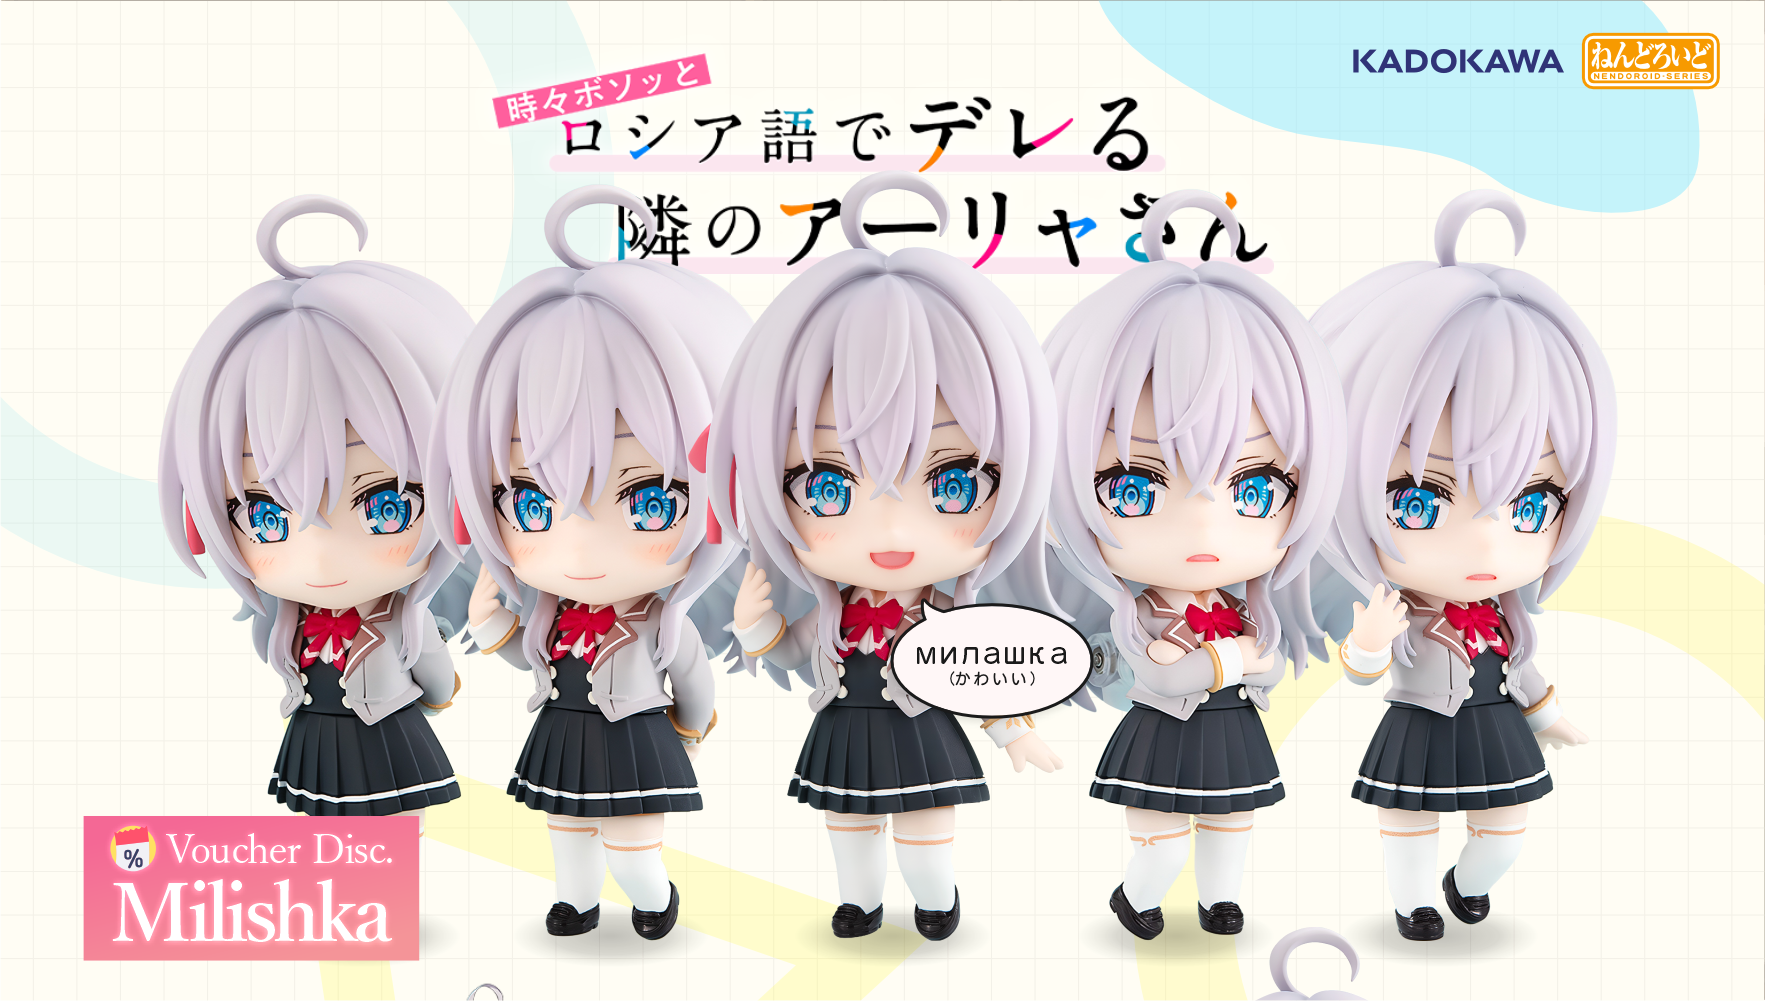 KADOKAWA
ねんどろいど
NENDOROID-SERIES
時々ボソッと
ロシア語でデレる
隣のアーリャさん
милашка
(かわいい)
% Voucher Disc.
Milishka